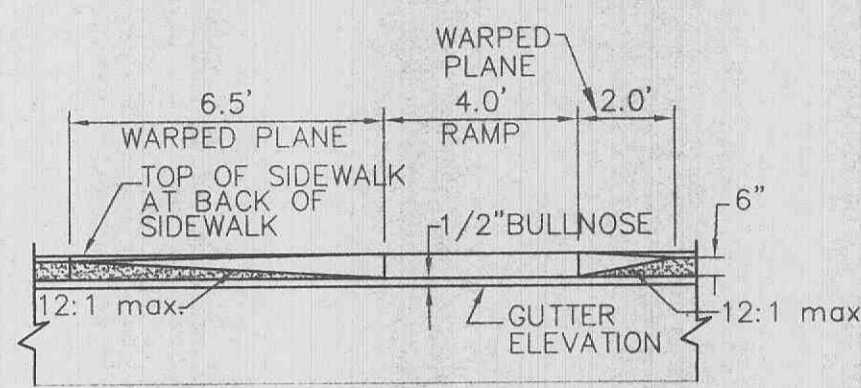 WARPED
PLANE
6.5'
4.0'
2.0'
WARPED PLANE
RAMP
TOP OF SIDEWALK
AT BACK OF
SIDEWALK
1/2"BULLNOSE
6"
12:1 max.
GUTTER
ELEVATION
12:1 max